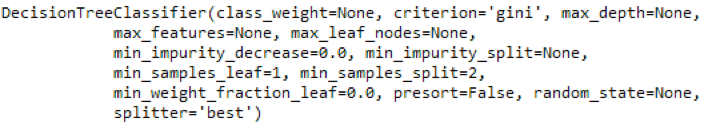 DecisionTreeClassifier(class_weight=None, criterion='gini', max_depth=None,
            max_features=None, max_leaf_nodes=None,
            min_impurity_decrease=0.0, min_impurity_split=None,
            min_samples_leaf=1, min_samples_split=2,
            min_weight_fraction_leaf=0.0, presort=False, random_state=None,
            splitter='best')